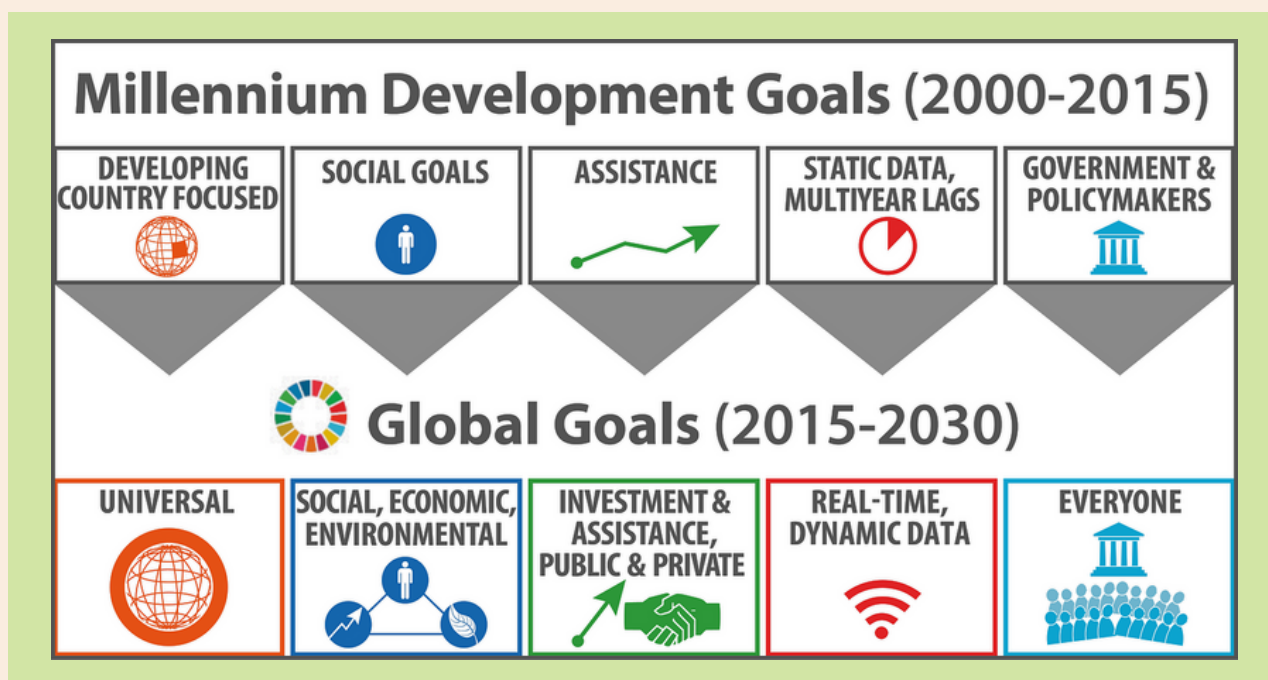 Millennium Development Goals (2000-2015)
DEVELOPING
COUNTRY FOCUSED
SOCIAL GOALS
ASSISTANCE
STATIC DATA,
MULTIYEAR LAGS
GOVERNMENT &
POLICYMAKERS
Global Goals (2015-2030)
UNIVERSAL
SOCIAL, ECONOMIC,
ENVIRONMENTAL
INVESTMENT &
ASSISTANCE,
PUBLIC & PRIVATE
REAL-TIME,
DYNAMIC DATA
EVERYONE